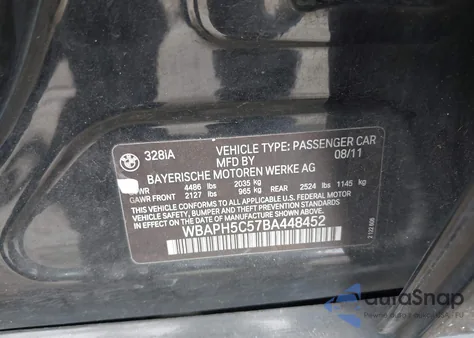 328iA VEHICLE TYPE: PASSENGER CAR
MFD BY 08/11
BAYERISCHE MOTOREN WERKE AG
GVWR 4486 lbs 2035 kg
GAWR FRONT 2127 lbs 965 kg REAR 2524 lbs 1145 kg
THIS VEHICLE CONFORMS TO ALL APPLICABLE U.S. FEDERAL MOTOR
VEHICLE SAFETY, BUMPER, AND THEFT PREVENTION STANDARDS
IN EFFECT ON THE DATE OF MANUFACTURE SHOWN ABOVE.
WBAPH5C57BA448452
AutoSnap